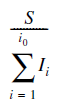 S
i₀
∑ Iᵢ
i = 1